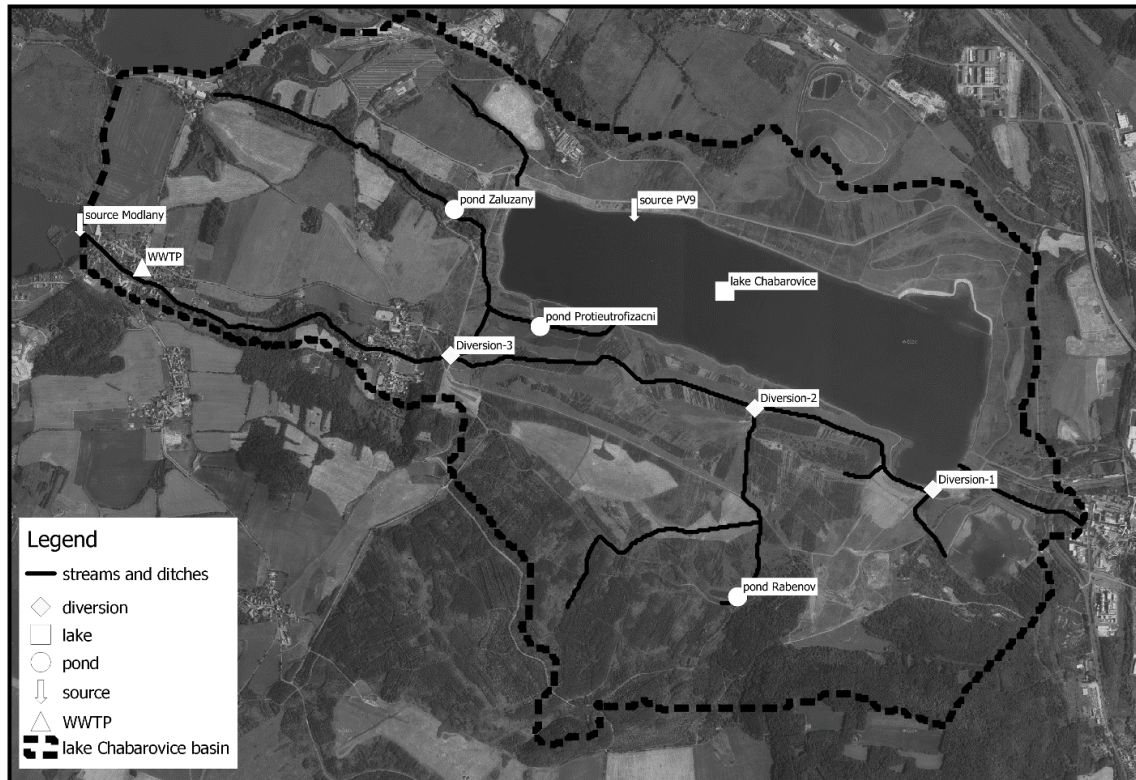 source Modlany
WWTP
pond Zaluzany
source PV9
lake Chabarovice
pond Protieutrofizacni
Diversion-3
Diversion-2
Diversion-1
pond Rabenov
Legend
streams and ditches
diversion
lake
pond
source
WWTP
lake Chabarovice basin